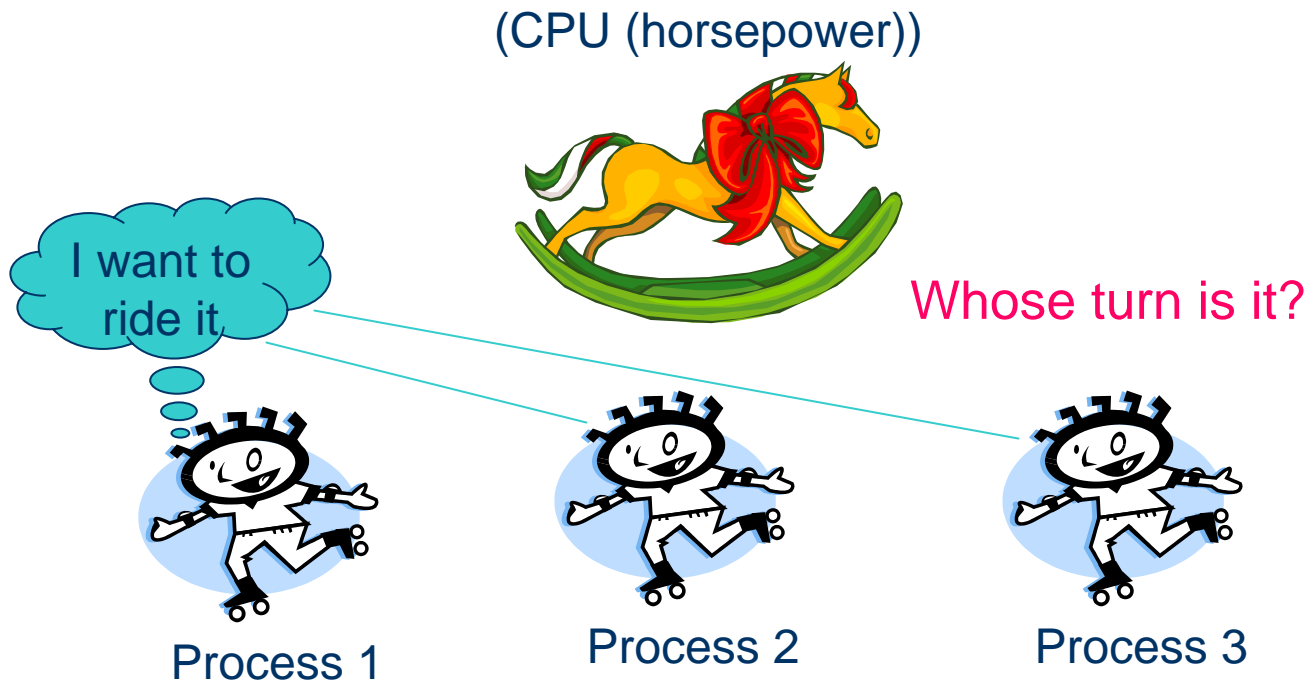 (CPU (horsepower))
I want to
ride it
Whose turn is it?
Process 1
Process 2
Process 3